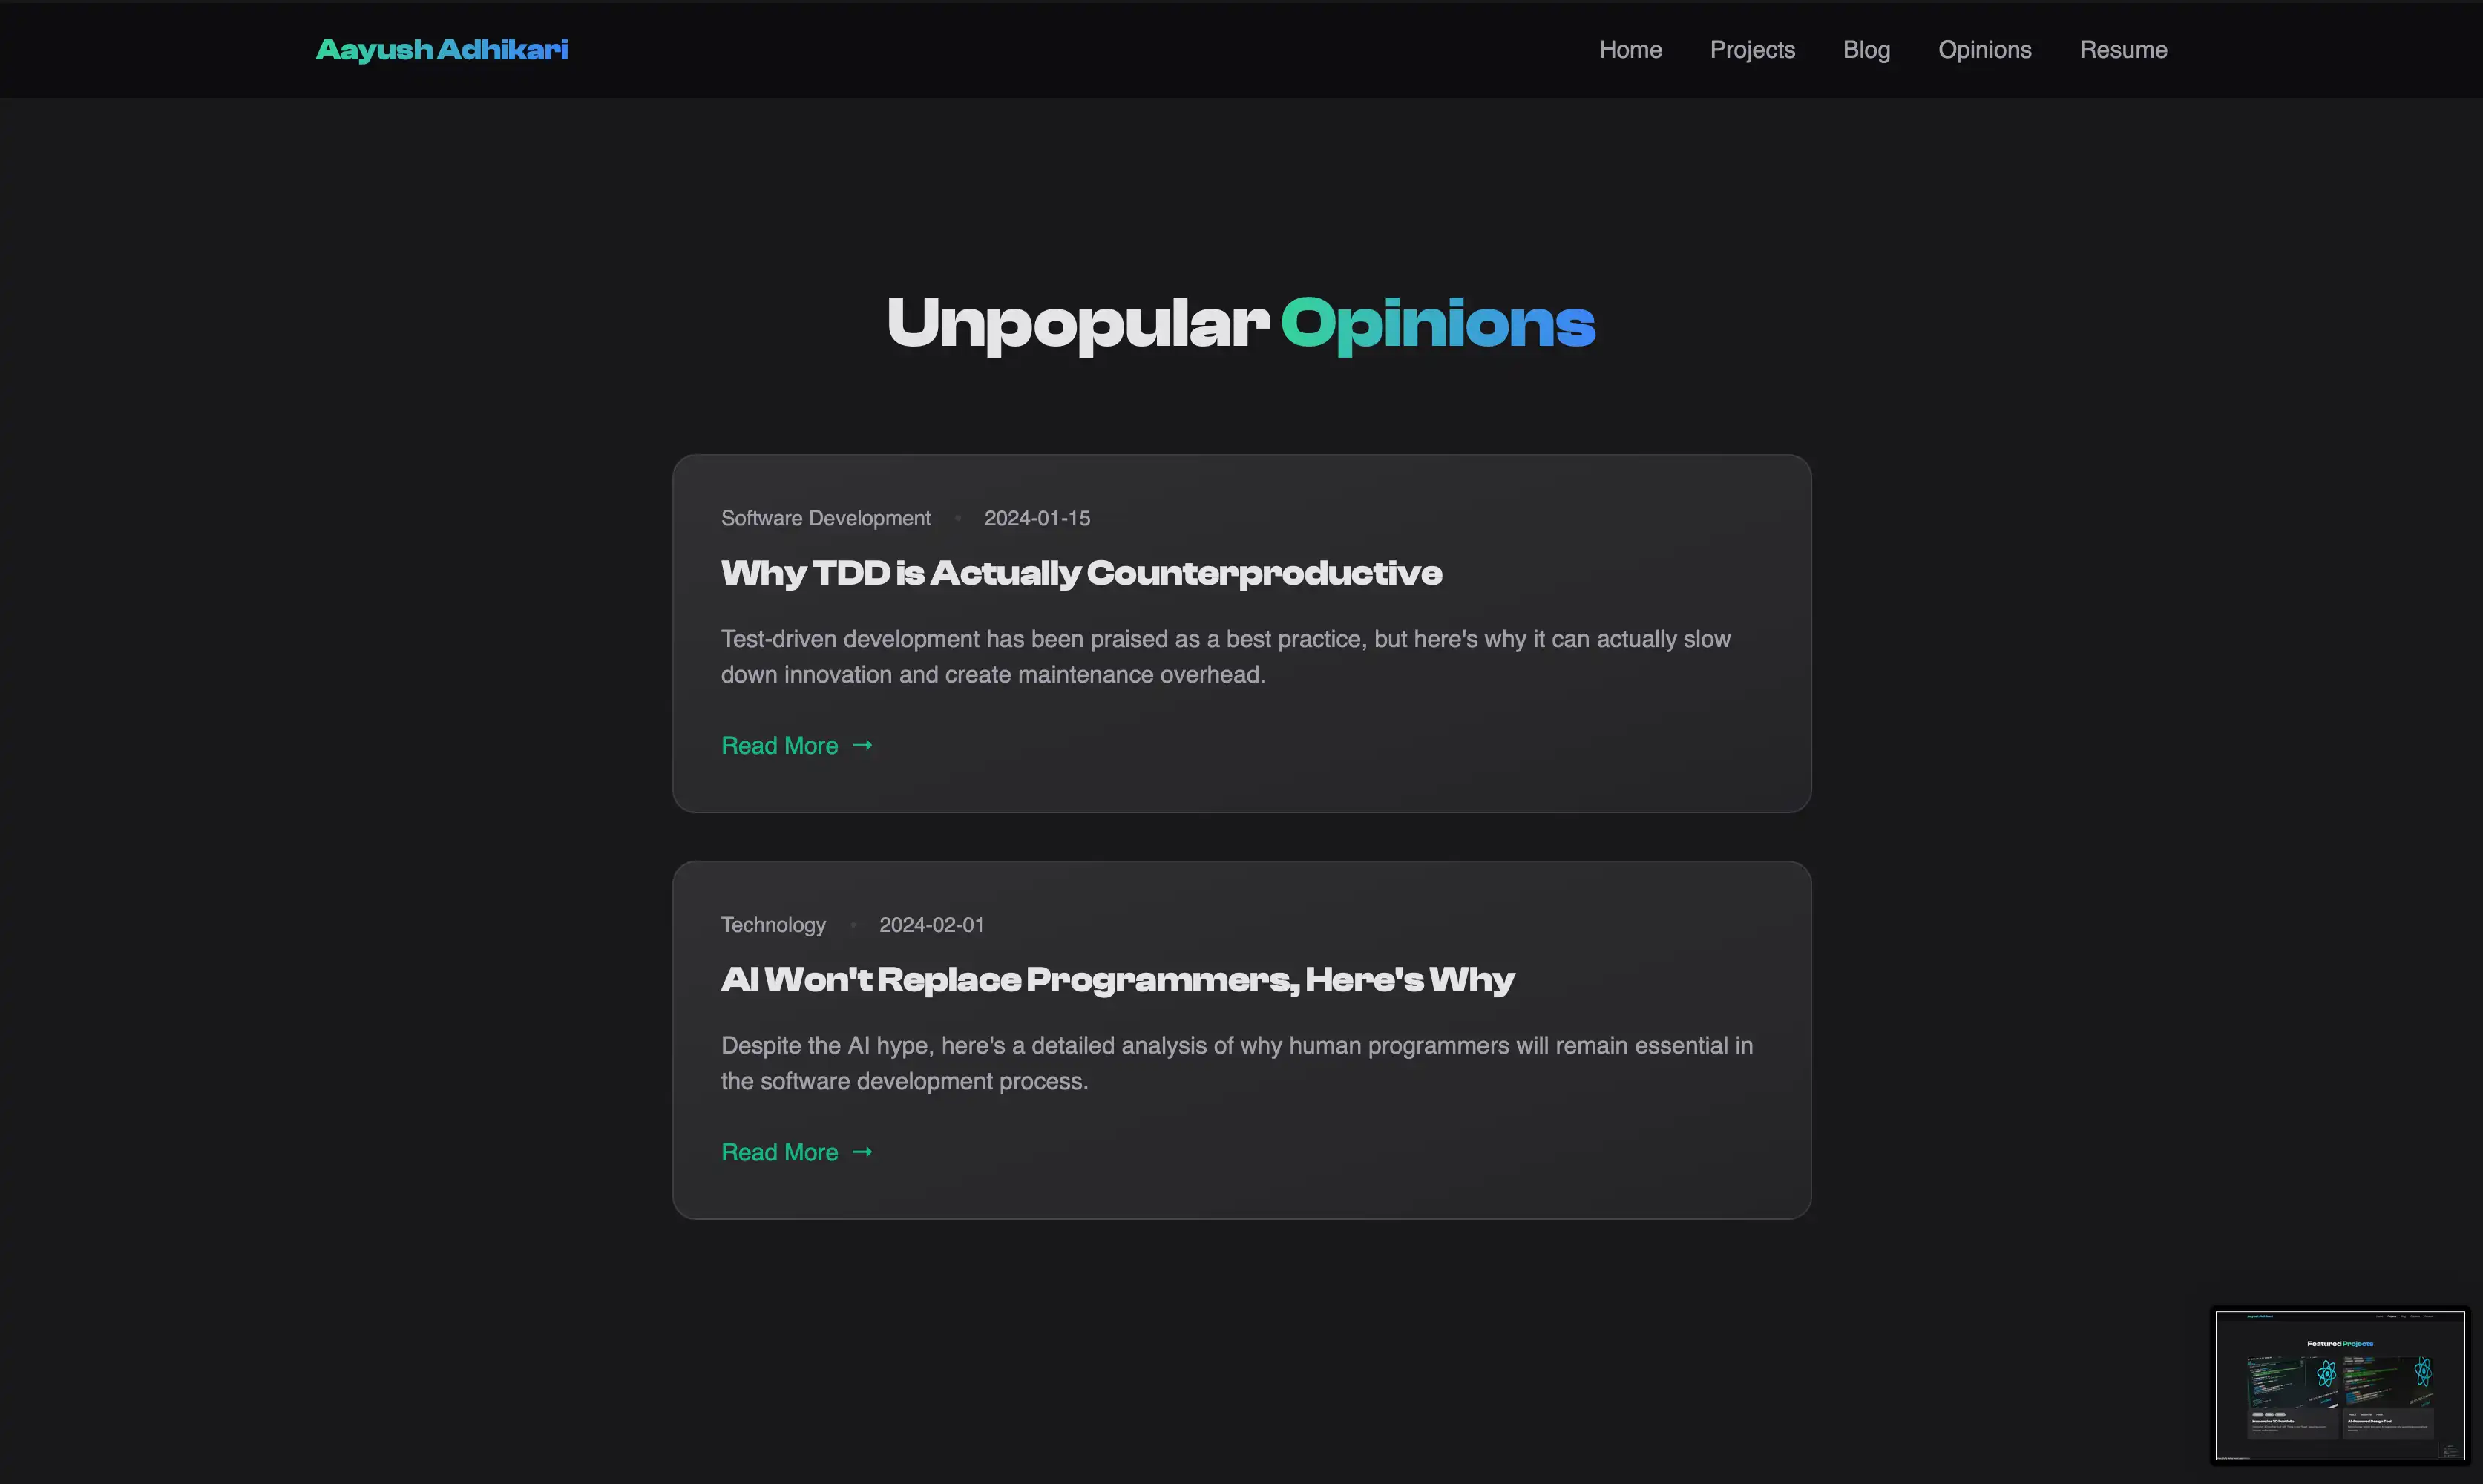 Aayush Adhikari
Home Projects Blog Opinions Resume
Unpopular Opinions
Software Development • 2024-01-15
Why TDD is Actually Counterproductive
Test-driven development has been praised as a best practice, but here's why it can actually slow
down innovation and create maintenance overhead.
Read More →
Technology • 2024-02-01
AI Won't Replace Programmers, Here's Why
Despite the AI hype, here's a detailed analysis of why human programmers will remain essential in
the software development process.
Read More →
Featured Projects